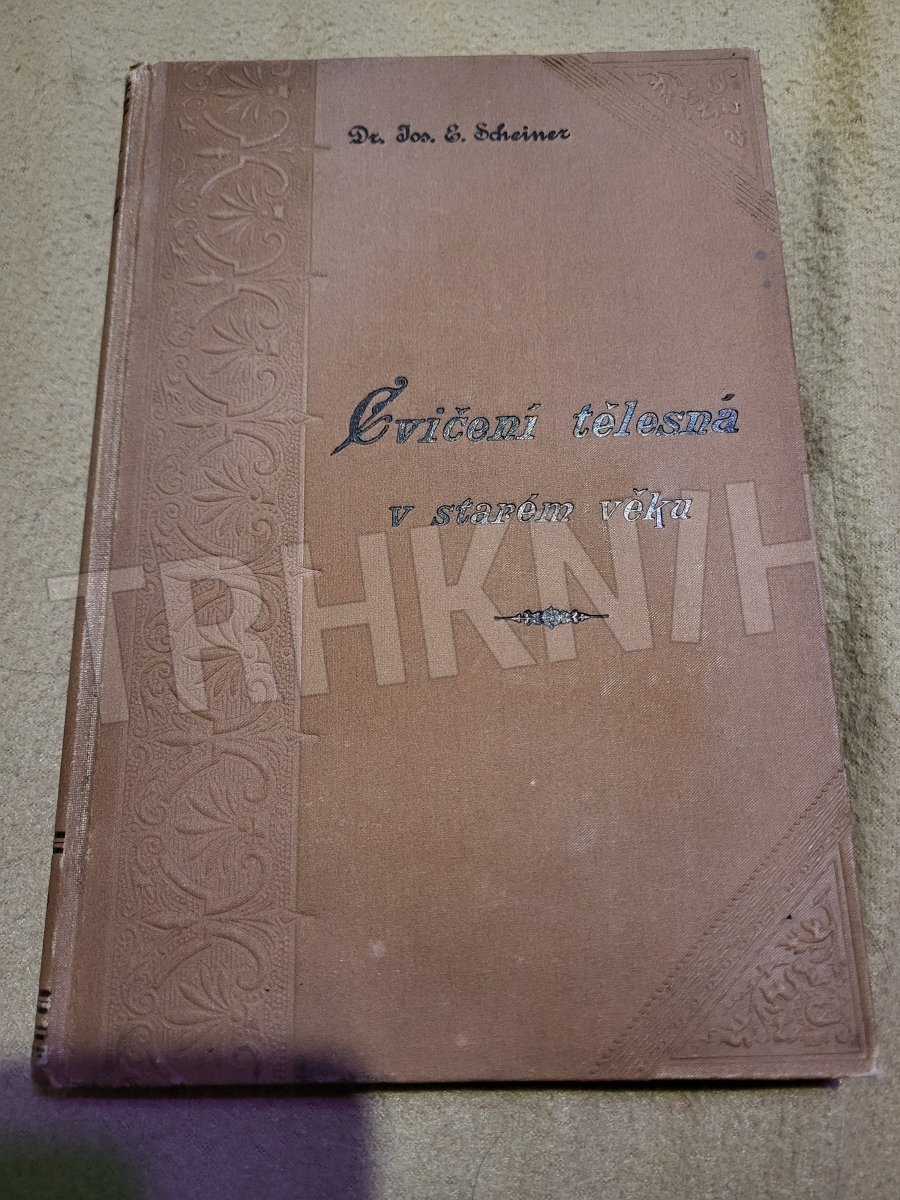 Dr. Jos. E. Scheiner
Cvičení tělesná
v starém věku
TRHKNIH